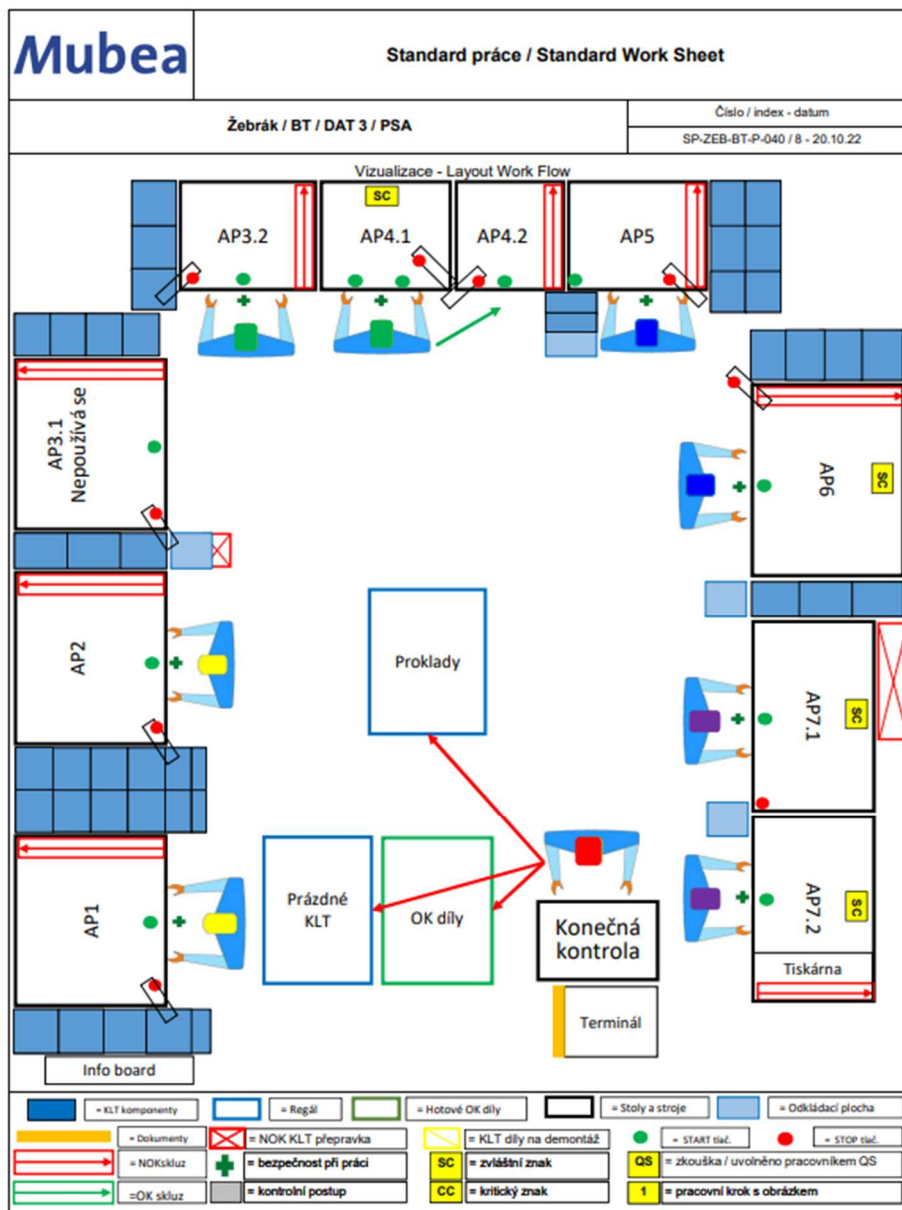 Mubea
Standard práce / Standard Work Sheet
Žebrák / BT / DAT 3 / PSA
Číslo / index - datum
SP-ZEB-BT-P-040 / 8 - 20.10.22
Vizualizace - Layout Work Flow
AP3.2
SC
AP4.1
AP4.2
AP5
AP3.1
Nepoužívá se
AP6
SC
AP2
Proklady
AP7.1
SC
AP1
Prázdné
KLT
OK díly
Konečná
kontrola
AP7.2
SC
Tiskárna
Terminál
Info board
= KLT komponenty
= Regál
= Hotové OK díly
= Stoly a stroje
= Odkládací plocha
= Dokumenty
= NOK KLT přepravka
= KLT díly na demontáž
= START tlač.
= STOP tlač.
= NOKskluz
= bezpečnost při práci
SC = zvláštní znak
QS = zkouška / uvolněno pracovníkem QS
=OK skluz
= kontrolní postup
CC = kritický znak
1 = pracovní krok s obrázkem